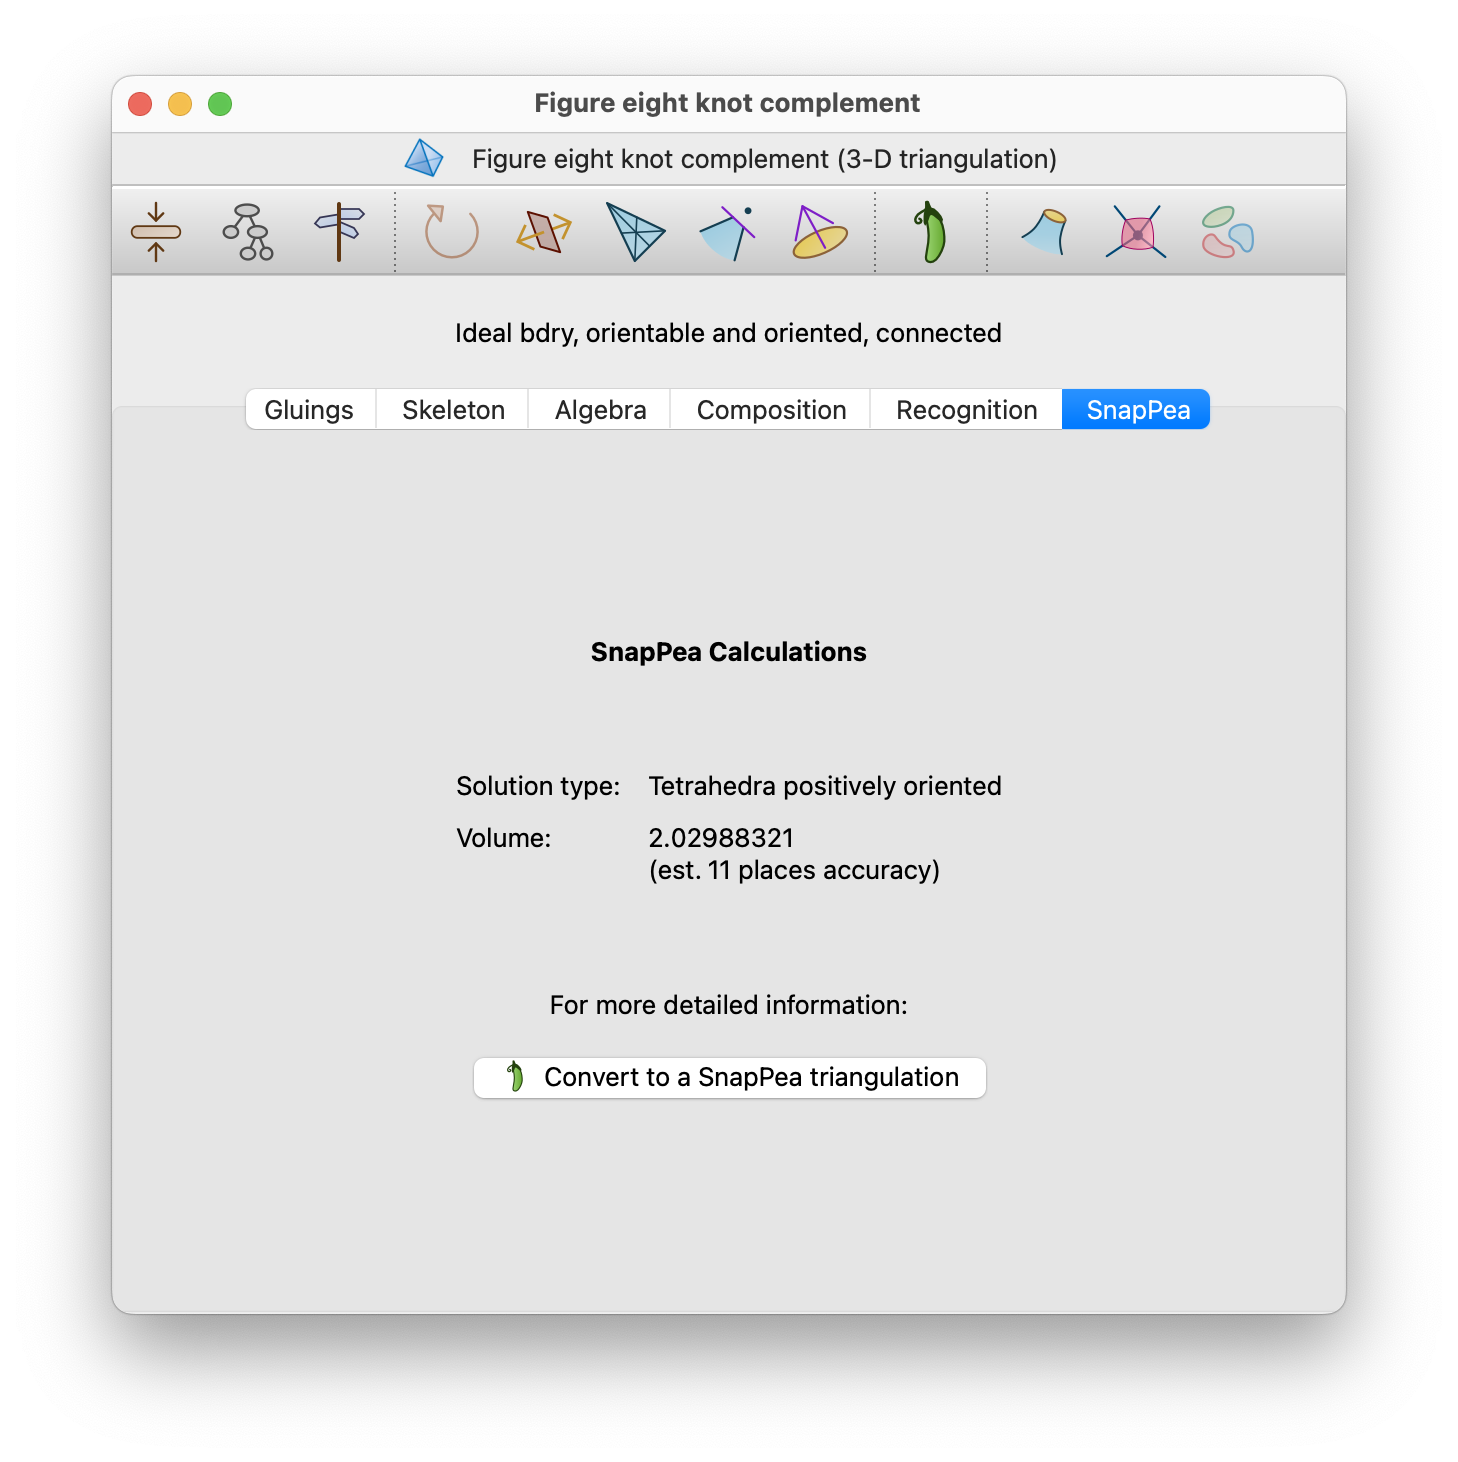 Figure eight knot complement
Figure eight knot complement (3-D triangulation)
Ideal bdry, orientable and oriented, connected
Gluings Skeleton Algebra Composition Recognition SnapPea
SnapPea Calculations
Solution type: Tetrahedra positively oriented
Volume: 2.02988321
(est. 11 places accuracy)
For more detailed information:
Convert to a SnapPea triangulation